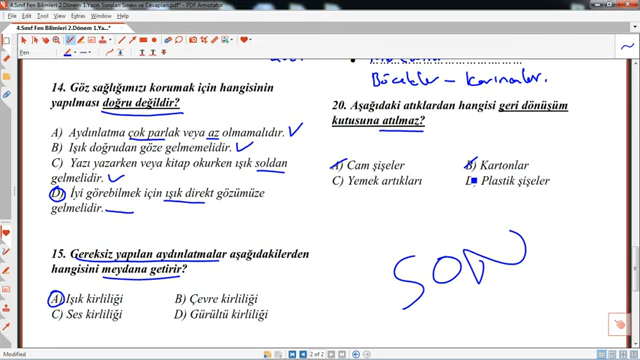 4.Sınıf Fen Bilimleri 2.Dönem 1.Yazılı Soruları Sınavı ve Cevapları.pdf* - PDF Annotator
File Edit View Insert Document Tool Extras Window Help
4.Sınıf Fen Bilimleri 2.Dönem 1.Ya...*
Pen
14. Göz sağlığımızı korumak için hangisinin
yapılması doğru değildir?
A) Aydınlatma çok parlak veya az olmamalıdır.
B) Işık doğrudan göze gelmemelidir.
C) Yazı yazarken veya kitap okurken ışık soldan
gelmelidir.
D) İyi görebilmek için ışık direkt gözümüze
gelmelidir.
15. Gereksiz yapılan aydınlatmalar aşağıdakilerden
hangisini meydana getirir?
A) Işık kirliliği B) Çevre kirliliği
C) Ses kirliliği D) Gürültü kirliliği
Böcekler – Karıncalar.
20. Aşağıdaki atıklardan hangisi geri dönüşüm
kutusuna atılmaz?
A) Cam şişeler B) Kartonlar
C) Yemek artıkları D) Plastik şişeler
SON
Modified
2 of 2